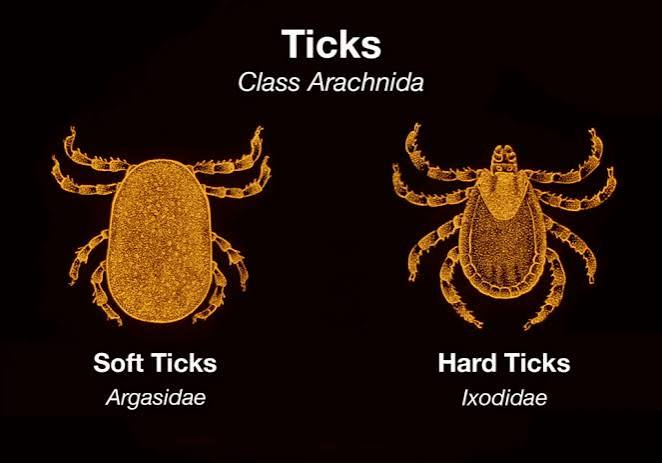 Ticks
Class Arachnida
Soft Ticks
Argasidae
Hard Ticks
Ixodidae